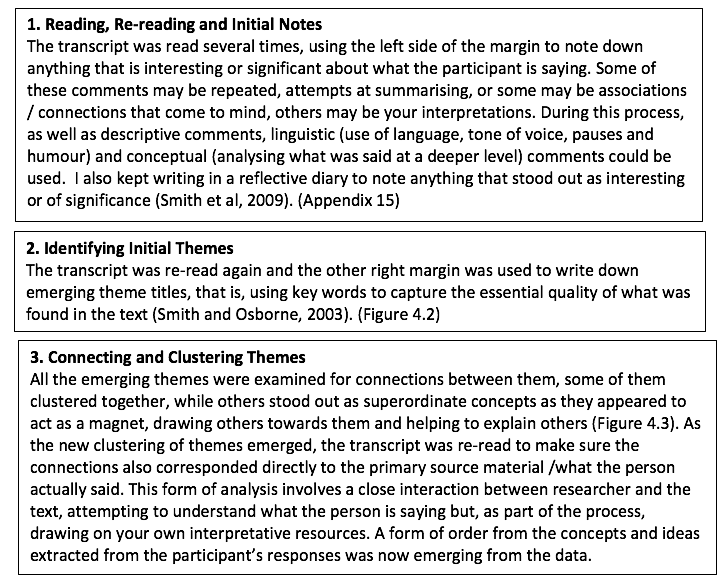 1. Reading, Re-reading and Initial Notes
The transcript was read several times, using the left side of the margin to note down
anything that is interesting or significant about what the participant is saying. Some of
these comments may be repeated, attempts at summarising, or some may be associations
/ connections that come to mind, others may be your interpretations. During this process,
as well as descriptive comments, linguistic (use of language, tone of voice, pauses and
humour) and conceptual (analysing what was said at a deeper level) comments could be
used.  I also kept writing in a reflective diary to note anything that stood out as interesting
or of significance (Smith et al, 2009). (Appendix 15)
2. Identifying Initial Themes
The transcript was re-read again and the other right margin was used to write down
emerging theme titles, that is, using key words to capture the essential quality of what was
found in the text (Smith and Osborne, 2003). (Figure 4.2)
3. Connecting and Clustering Themes
All the emerging themes were examined for connections between them, some of them
clustered together, while others stood out as superordinate concepts as they appeared to
act as a magnet, drawing others towards them and helping to explain others (Figure 4.3). As
the new clustering of themes emerged, the transcript was re-read to make sure the
connections also corresponded directly to the primary source material /what the person
actually said. This form of analysis involves a close interaction between researcher and the
text, attempting to understand what the person is saying but, as part of the process,
drawing on your own interpretative resources. A form of order from the concepts and ideas
extracted from the participant's responses was now emerging from the data.